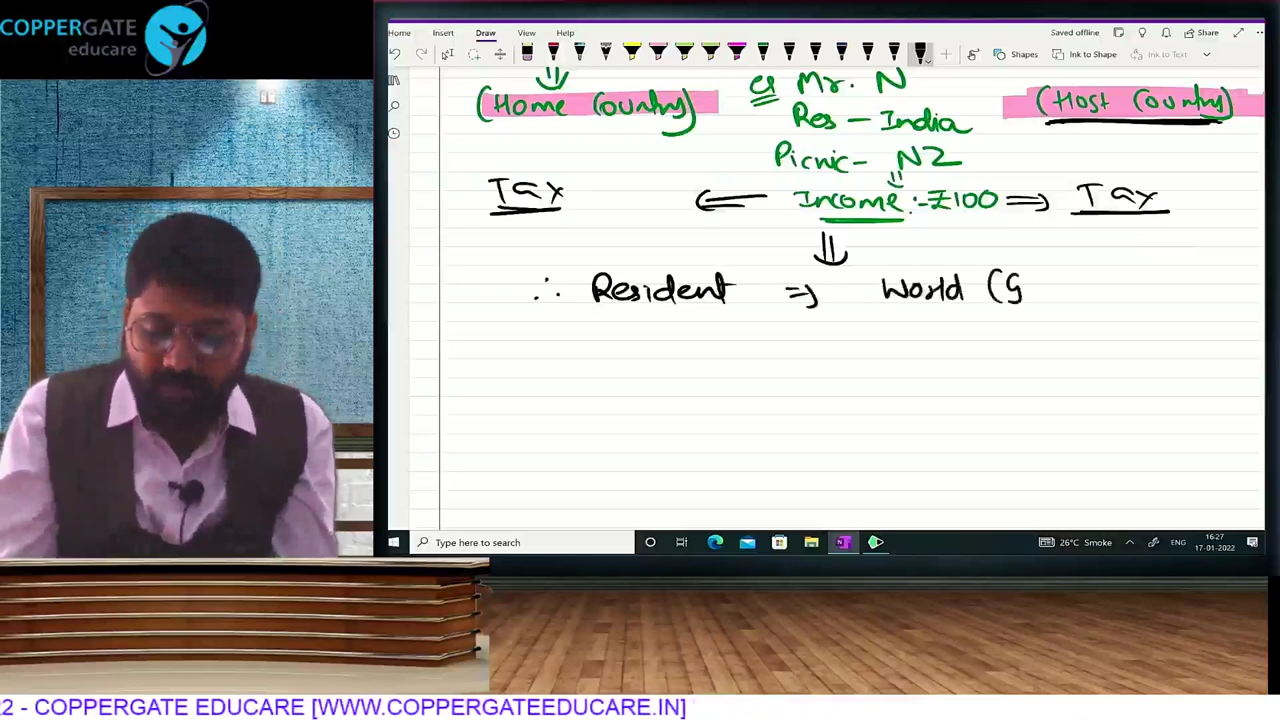 COPPERGATE
educare
Home Insert Draw View Help
Saved offline
Share
Shapes
Ink to Shape
Ink to Text
(Home Country)
eg Mr. N
(Host Country)
Res - India
Picnic - NZ
Tax
Income :- ₹100
Tax
∴ Resident ⇒ World (G
Type here to search
26°C Smoke
ENG
16:27
17-01-2022
2 - COPPERGATE EDUCARE [WWW.COPPERGATEEDUCARE.IN]